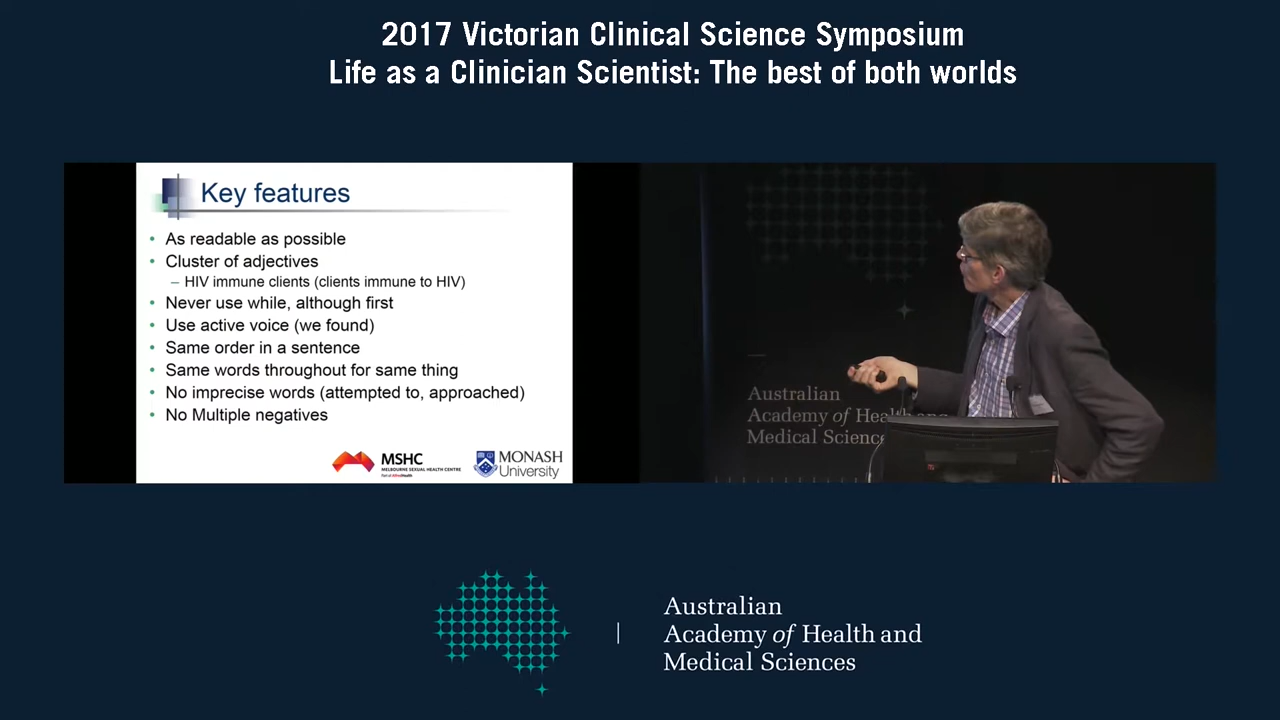 2017 Victorian Clinical Science Symposium
Life as a Clinician Scientist: The best of both worlds
Key features
• As readable as possible
• Cluster of adjectives
– HIV immune clients (clients immune to HIV)
• Never use while, although first
• Use active voice (we found)
• Same order in a sentence
• Same words throughout for same thing
• No imprecise words (attempted to, approached)
• No Multiple negatives
MSHC
MELBOURNE SEXUAL HEALTH CENTRE
Part of AlfredHealth
MONASH
University
Australian
Academy of Health and
Medical Science
Australian
Academy of Health and
Medical Sciences